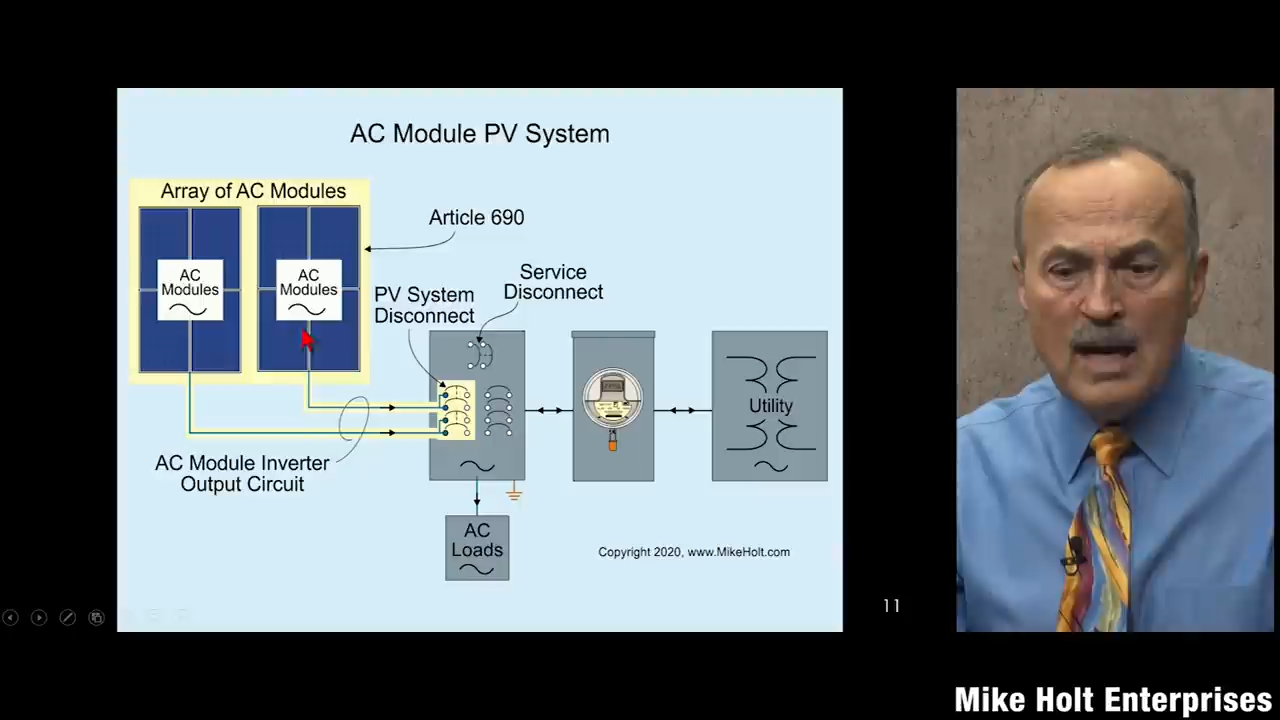 AC Module PV System
Array of AC Modules
AC
Modules
AC
Modules
Article 690
Service
Disconnect
PV System
Disconnect
Utility
AC Module Inverter
Output Circuit
AC
Loads
Copyright 2020, www.MikeHolt.com
11
Mike Holt Enterprises